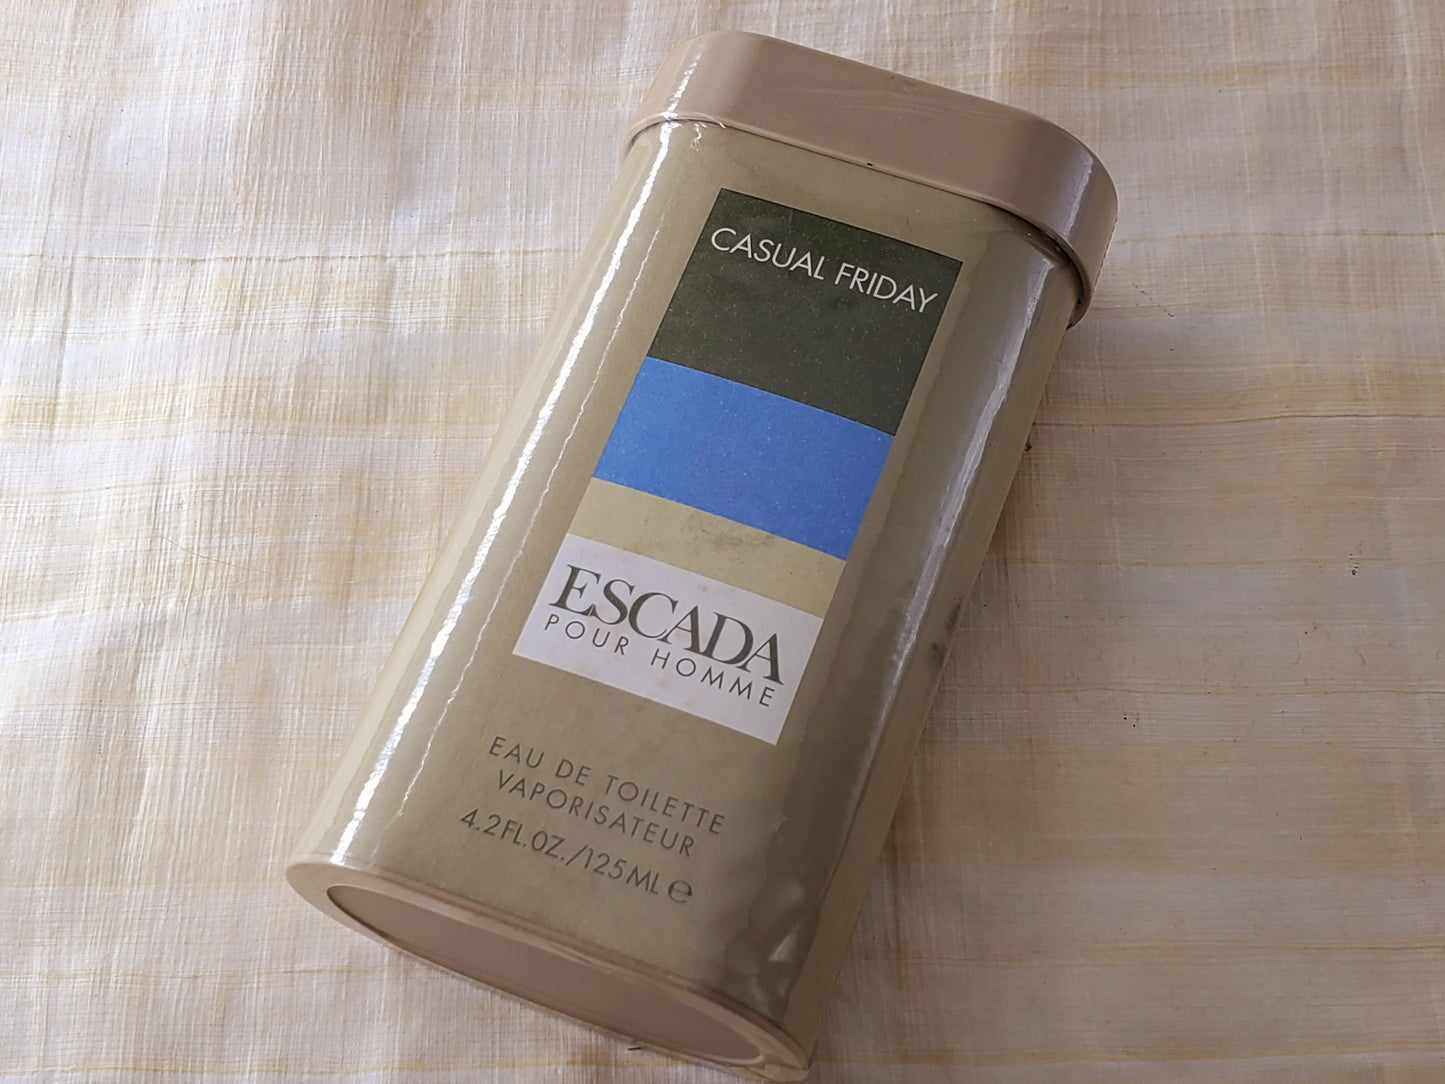 CASUAL FRIDAY
ESCADA
POUR HOMME
EAU DE TOILETTE
VAPORISATEUR
4.2FL.OZ./125ML ℮